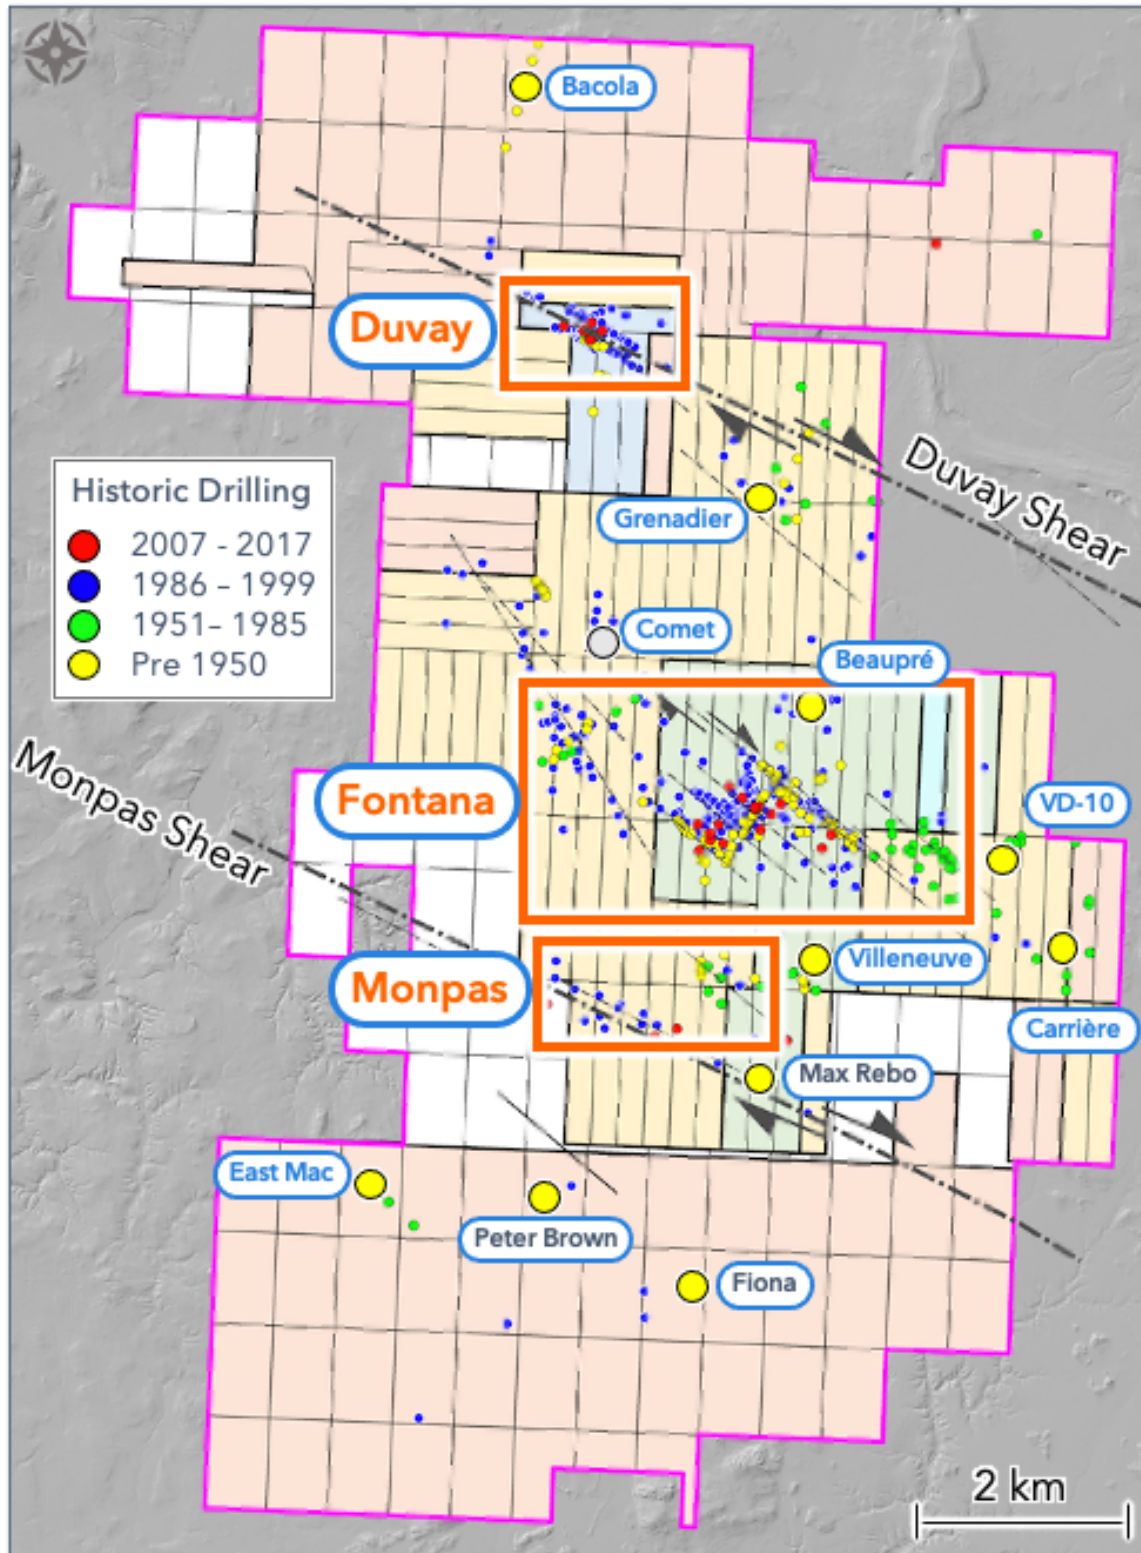 Bacola
Duvay
Duvay Shear
Historic Drilling
2007 - 2017
1986 - 1999
1951- 1985
Pre 1950
Grenadier
Comet
Beaupré
Monpas Shear
Fontana
VD-10
Monpas
Villeneuve
Carrière
Max Rebo
East Mac
Peter Brown
Fiona
2 km